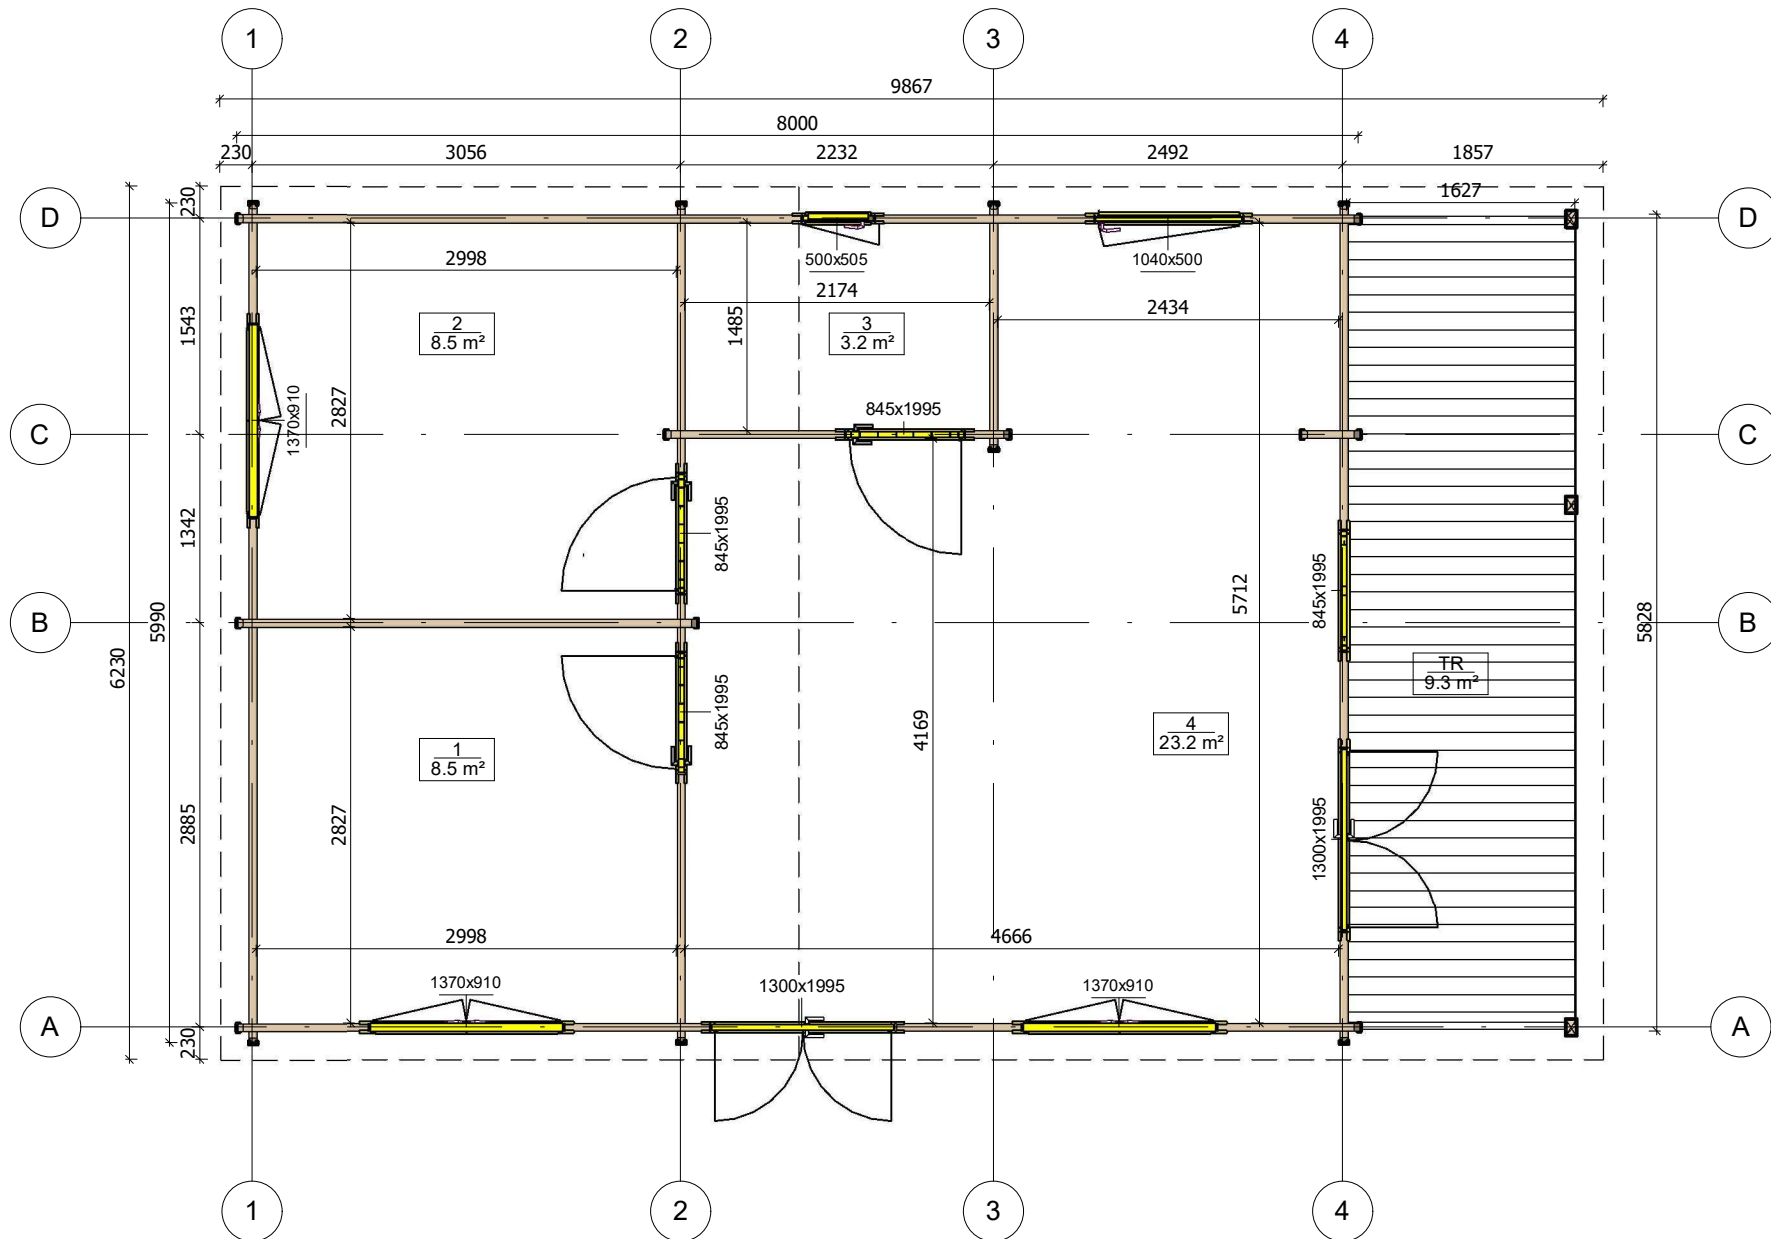 1 2 3 4
9867
8000
230 3056 2232 2492 1857
1627
D D
230
500x505 1040x500
2998
2174
2434
1543
1485
2
8.5 m²
3
3.2 m²
2827
1370x910
845x1995
C C
1342
845x1995
845x1995
5712
B B
6230
5990
5828
TR
9.3 m²
845x1995
4169
4
23.2 m²
1
8.5 m²
2885
2827
1300x1995
2998 4666
1370x910 1300x1995 1370x910
A A
230
1 2 3 4